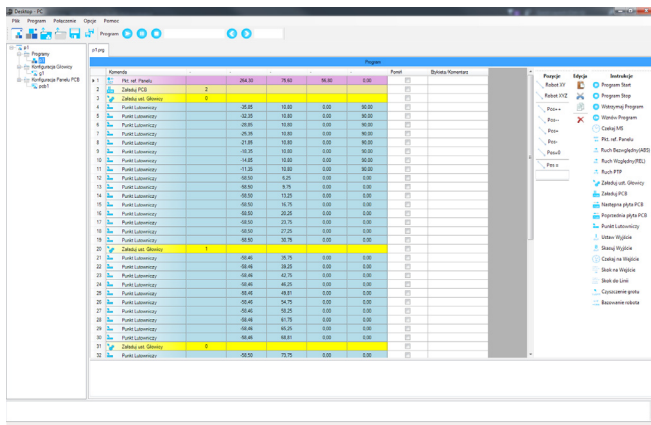 Desktop - PC
Plik Program Połączenie Opcje Pomoc
Program
p1
Programy
p1
Konfiguracja Głowicy
g1
Konfiguracja Panelu PCB
pcb1
p1.prg
Program
Komenda - - - - - Pomiń Etykieta/Komentarz
1 Pkt. ref. Panelu 264,30 75,60 56,00 0,00
2 Załaduj PCB 2
3 Załaduj ust. Głowicy 0
4 Punkt Lutowniczy -35,85 10,80 0,00 90,00
5 Punkt Lutowniczy -32,35 10,80 0,00 90,00
6 Punkt Lutowniczy -28,85 10,80 0,00 90,00
7 Punkt Lutowniczy -25,35 10,80 0,00 90,00
8 Punkt Lutowniczy -21,85 10,80 0,00 90,00
9 Punkt Lutowniczy -18,35 10,80 0,00 90,00
10 Punkt Lutowniczy -14,85 10,80 0,00 90,00
11 Punkt Lutowniczy -11,35 10,80 0,00 90,00
12 Punkt Lutowniczy -58,50 6,25 0,00 0,00
13 Punkt Lutowniczy -58,50 9,75 0,00 0,00
14 Punkt Lutowniczy -58,50 13,25 0,00 0,00
15 Punkt Lutowniczy -58,50 16,75 0,00 0,00
16 Punkt Lutowniczy -58,50 20,25 0,00 0,00
17 Punkt Lutowniczy -58,50 23,75 0,00 0,00
18 Punkt Lutowniczy -58,50 27,25 0,00 0,00
19 Punkt Lutowniczy -58,50 30,75 0,00 0,00
20 Załaduj ust. Głowicy 1
21 Punkt Lutowniczy -58,46 35,75 0,00 0,00
22 Punkt Lutowniczy -58,46 39,25 0,00 0,00
23 Punkt Lutowniczy -58,46 42,75 0,00 0,00
24 Punkt Lutowniczy -58,46 46,25 0,00 0,00
25 Punkt Lutowniczy -58,46 49,81 0,00 0,00
26 Punkt Lutowniczy -58,46 54,75 0,00 0,00
27 Punkt Lutowniczy -58,46 58,25 0,00 0,00
28 Punkt Lutowniczy -58,46 61,75 0,00 0,00
29 Punkt Lutowniczy -58,46 65,25 0,00 0,00
30 Punkt Lutowniczy -58,46 68,81 0,00 0,00
31 Załaduj ust. Głowicy 0
32 Punkt Lutowniczy -58,50 73,75 0,00 0,00
Pozycje Edycja Instrukcje
Robot XY
Robot XYZ
Pos++
Pos--
Pos+
Pos-
Pos=0
Pos ±
Program Start
Program Stop
Wstrzymaj Program
Wznów Program
Czekaj MS
Pkt. ref. Panelu
Ruch Bezwzględny(ABS)
Ruch Względny(REL)
Ruch PTP
Załaduj ust. Głowicy
Załaduj PCB
Następna płyta PCB
Poprzednia płyta PCB
Punkt Lutowniczy
Ustaw Wyjście
Skasuj Wyjście
Czekaj na Wejście
Skok na Wejście
Skok do Linii
Czyszczenie grotu
Bazowanie robota